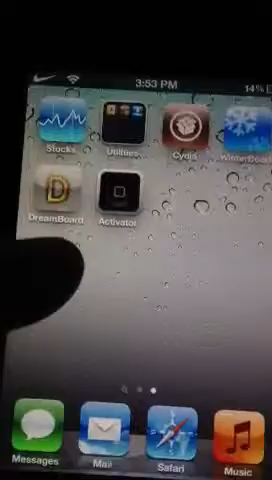 3:53 PM
14%
Stocks
Utilities
Cydia
WinterBoard
D
DreamBoard
Activator
Messages
Mail
Safari
Music